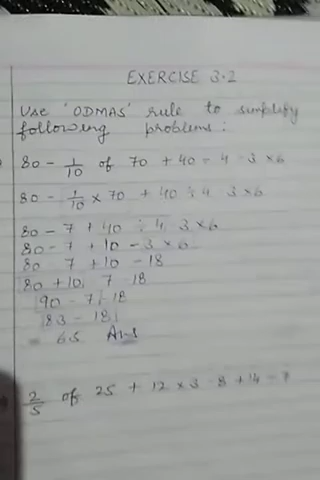 EXERCISE 3.2
Use 'ODMAS' rule to simplify
following problems:
80 - 1/10 of 70 + 40 ÷ 4 - 3 × 6
80 - 1/10 × 70 + 40 ÷ 4 3 × 6
80 - 7 + 40 ÷ 4 3 × 6
80 - 7 + 10 - 3 × 6
80 7 + 10 - 18
80 + 10, 7 18
90 - 7, 18
83 - 18
= 65 Ans
2/5 of 25 + 12 × 3 8 + 14 - 7